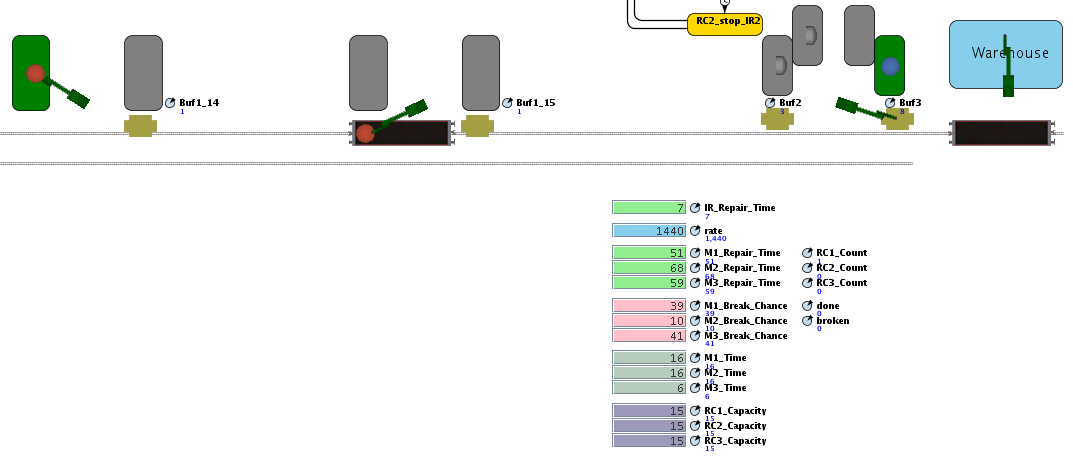 RC2_stop_IR2
Warehouse
Buf1_14
1
Buf1_15
1
Buf2
3
Buf3
8
7 IR_Repair_Time
7
1440 rate
1,440
51 M1_Repair_Time RC1_Count
51 1
68 M2_Repair_Time RC2_Count
68 0
59 M3_Repair_Time RC3_Count
59 0
39 M1_Break_Chance done
39 0
10 M2_Break_Chance broken
10 0
41 M3_Break_Chance
41
16 M1_Time
16
16 M2_Time
16
6 M3_Time
6
15 RC1_Capacity
15
15 RC2_Capacity
15
15 RC3_Capacity
15